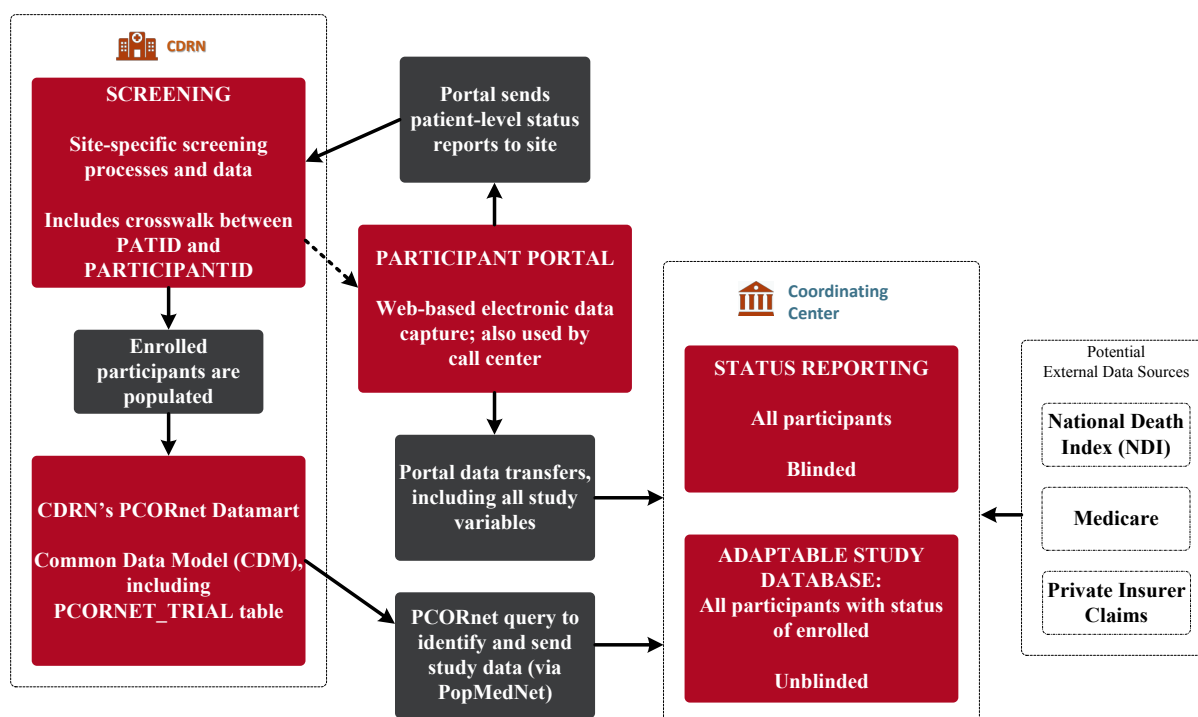 CDRN
SCREENING
Site-specific screening
processes and data
Includes crosswalk between
PATID and
PARTICIPANTID
Enrolled
participants are
populated
CDRN’s PCORnet Datamart
Common Data Model (CDM),
including
PCORNET_TRIAL table
Portal sends
patient-level status
reports to site
PARTICIPANT PORTAL
Web-based electronic data
capture; also used by
call center
Portal data transfers,
including all study
variables
PCORnet query to
identify and send
study data (via
PopMedNet)
Coordinating
Center
STATUS REPORTING
All participants
Blinded
ADAPTABLE STUDY
DATABASE:
All participants with status
of enrolled
Unblinded
Potential
External Data Sources
National Death
Index (NDI)
Medicare
Private Insurer
Claims